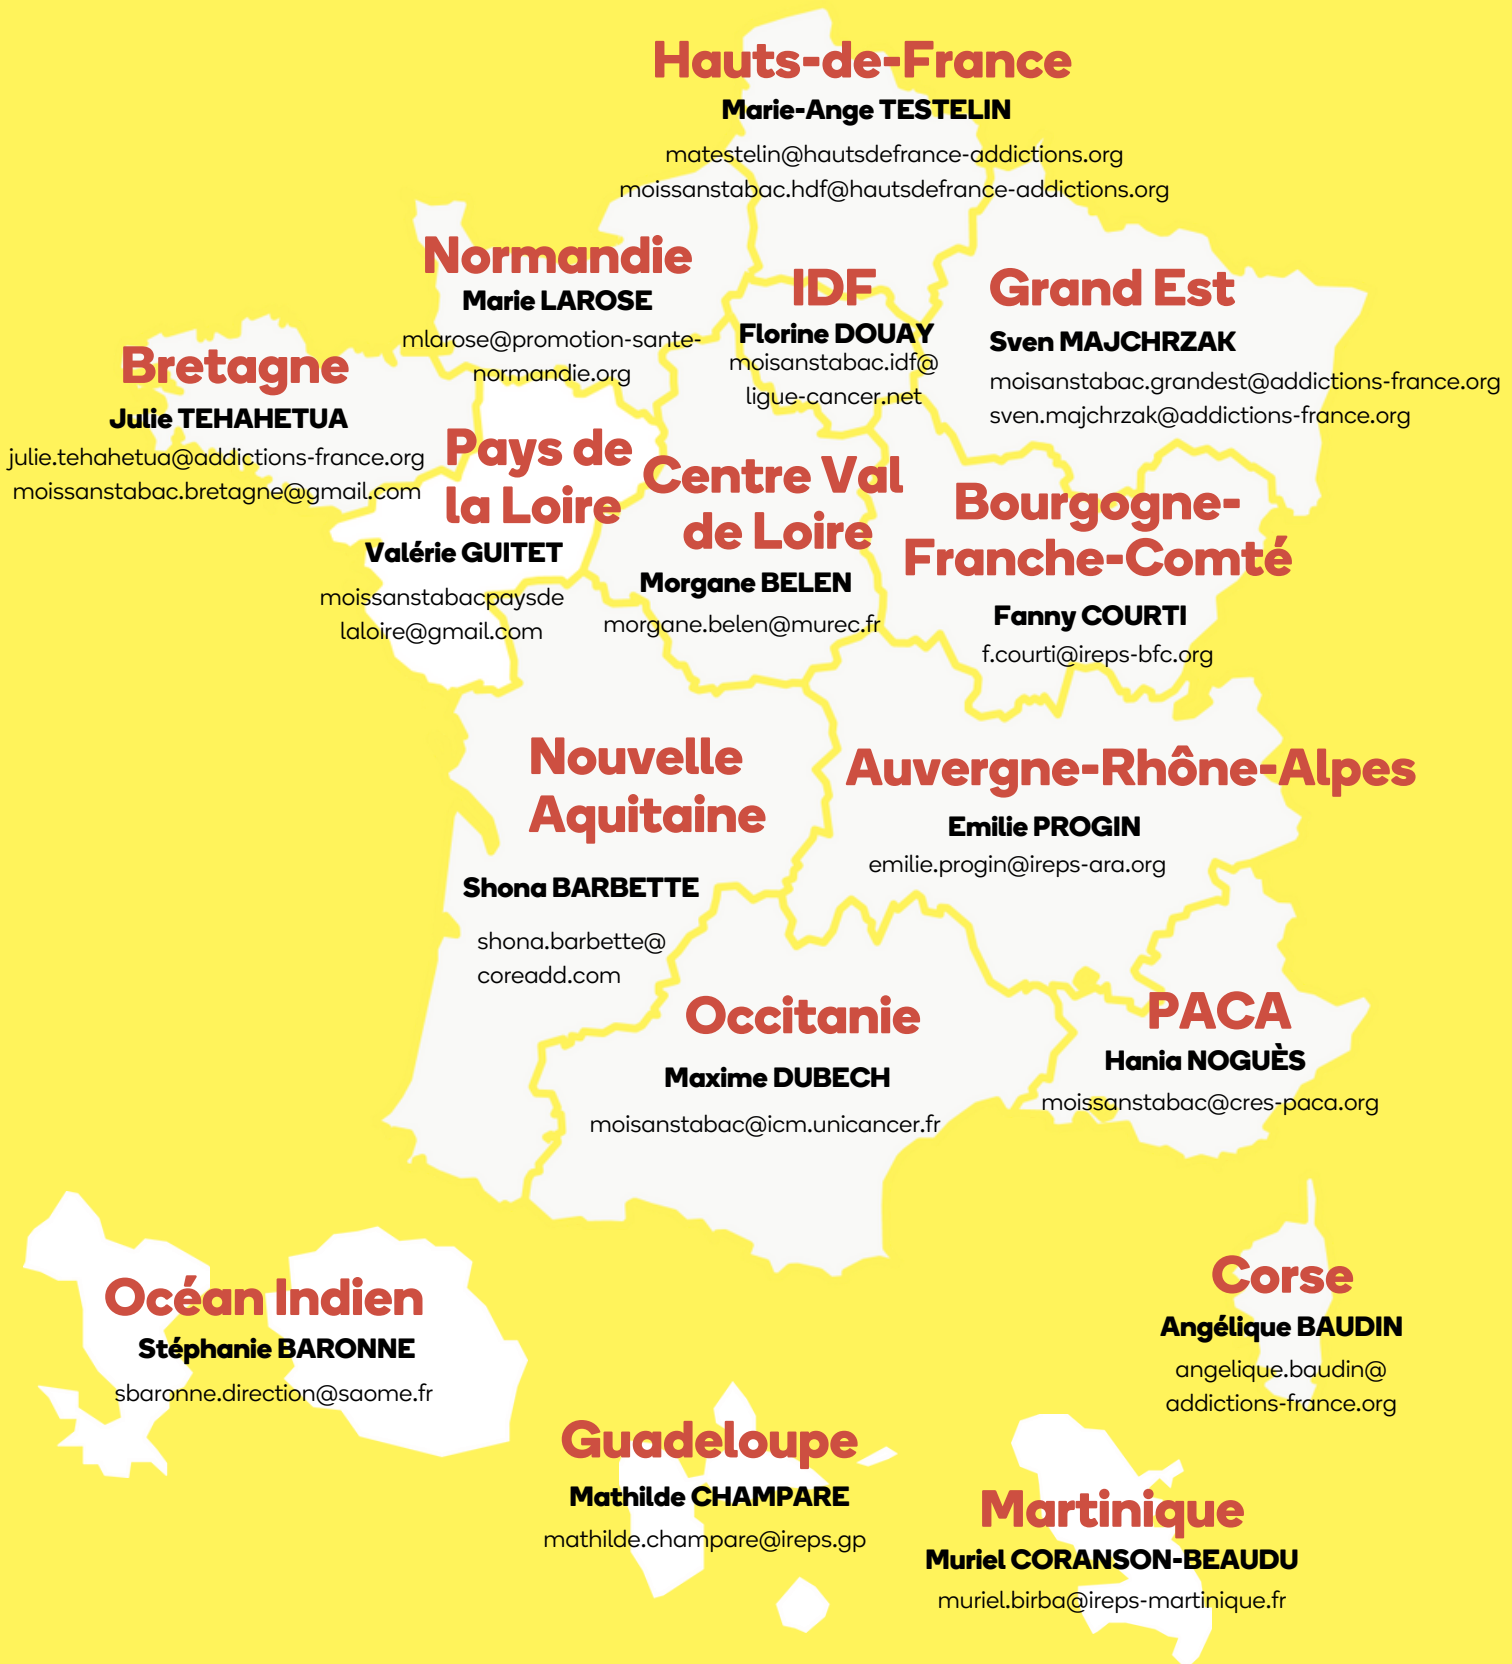 Hauts-de-France
Marie-Ange TESTELIN
matestelin@hautsdefrance-addictions.org
moissanstabac.hdf@hautsdefrance-addictions.org
Normandie
Marie LAROSE
mlarose@promotion-sante-
normandie.org
IDF
Florine DOUAY
moisanstabac.idf@
ligue-cancer.net
Grand Est
Sven MAJCHRZAK
moisanstabac.grandest@addictions-france.org
sven.majchrzak@addictions-france.org
Bretagne
Julie TEHAHETUA
julie.tehahetua@addictions-france.org
moissanstabac.bretagne@gmail.com
Pays de
la Loire
Valérie GUITET
moissanstabacpaysde
laloire@gmail.com
Centre Val
de Loire
Morgane BELEN
morgane.belen@murec.fr
Bourgogne-
Franche-Comté
Fanny COURTI
f.courti@ireps-bfc.org
Nouvelle
Aquitaine
Shona BARBETTE
shona.barbette@
coreadd.com
Auvergne-Rhône-Alpes
Emilie PROGIN
emilie.progin@ireps-ara.org
Occitanie
Maxime DUBECH
moisanstabac@icm.unicancer.fr
PACA
Hania NOGUÈS
moissanstabac@cres-paca.org
Océan Indien
Stéphanie BARONNE
sbaronne.direction@saome.fr
Corse
Angélique BAUDIN
angelique.baudin@
addictions-france.org
Guadeloupe
Mathilde CHAMPARE
mathilde.champare@ireps.gp
Martinique
Muriel CORANSON-BEAUDU
muriel.birba@ireps-martinique.fr